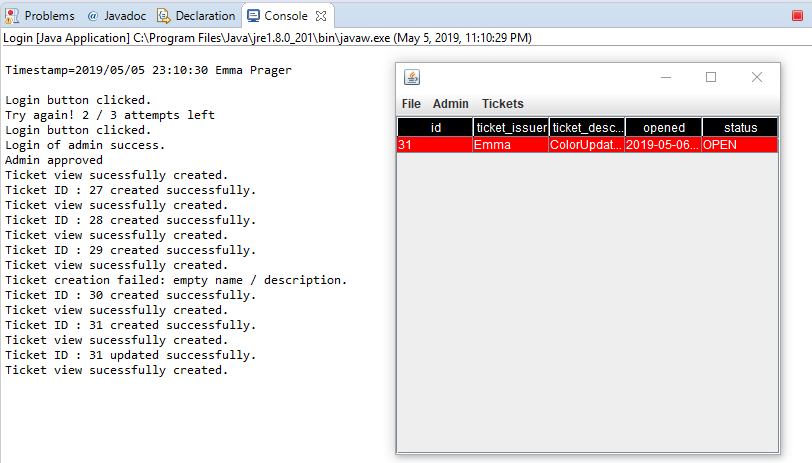 Problems @ Javadoc Declaration Console
Login [Java Application] C:\Program Files\Java\jre1.8.0_201\bin\javaw.exe (May 5, 2019, 11:10:29 PM)
Timestamp=2019/05/05 23:10:30 Emma Prager
Login button clicked.
Try again! 2 / 3 attempts left
Login button clicked.
Login of admin success.
Admin approved
Ticket view sucessfully created.
Ticket ID : 27 created successfully.
Ticket view sucessfully created.
Ticket ID : 28 created successfully.
Ticket view sucessfully created.
Ticket ID : 29 created successfully.
Ticket view sucessfully created.
Ticket creation failed: empty name / description.
Ticket ID : 30 created successfully.
Ticket view sucessfully created.
Ticket ID : 31 created successfully.
Ticket view sucessfully created.
Ticket ID : 31 updated successfully.
Ticket view sucessfully created.
File Admin Tickets
id ticket_issuer ticket_desc... opened status
31 Emma ColorUpdat... 2019-05-06... OPEN